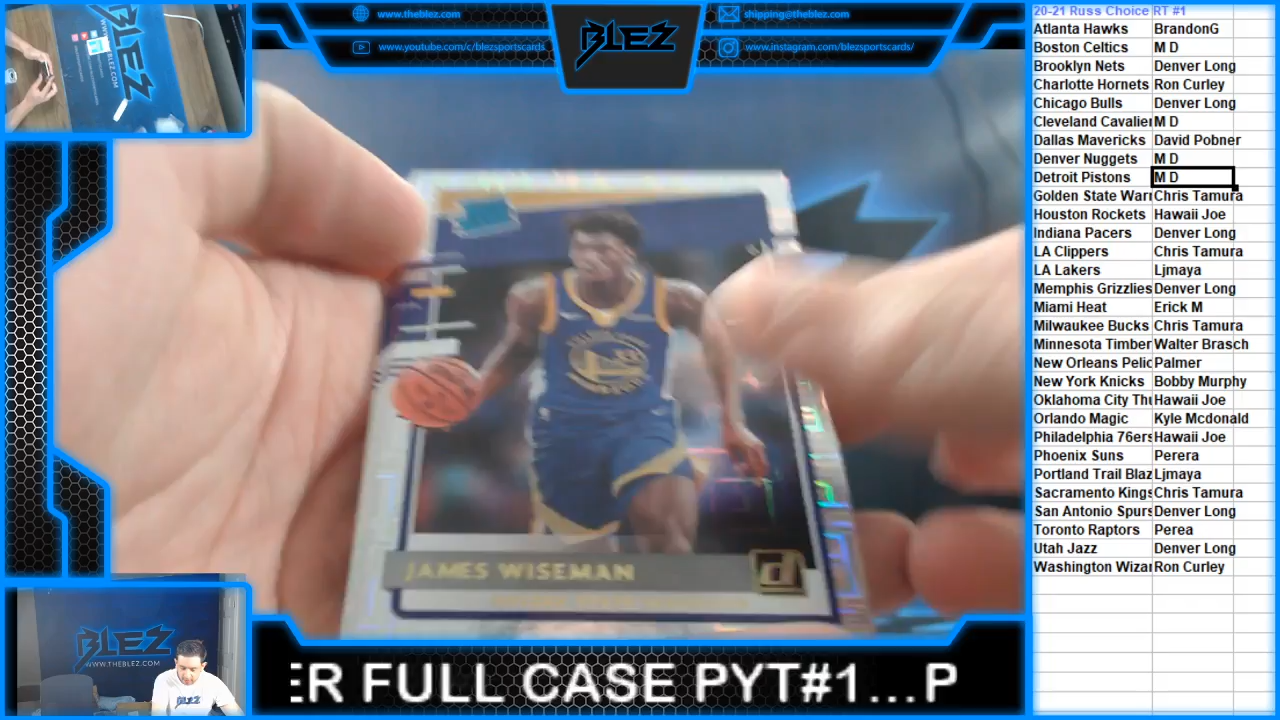 www.theblez.com
BLEZ
shipping@theblez.com
www.youtube.com/c/blezsportscards
www.instagram.com/blezsportscards/
BLEZ
WWW.THEBLEZ.COM
JAMES WISEMAN
BLEZ
WWW.THEBLEZ.COM
BLEZ
ER FULL CASE PYT#1...P
20-21 Russ Choice RT #1
Atlanta Hawks BrandonG
Boston Celtics M D
Brooklyn Nets Denver Long
Charlotte Hornets Ron Curley
Chicago Bulls Denver Long
Cleveland Cavalier M D
Dallas Mavericks David Pobner
Denver Nuggets M D
Detroit Pistons M D
Golden State Warr Chris Tamura
Houston Rockets Hawaii Joe
Indiana Pacers Denver Long
LA Clippers Chris Tamura
LA Lakers Ljmaya
Memphis Grizzlies Denver Long
Miami Heat Erick M
Milwaukee Bucks Chris Tamura
Minnesota Timber Walter Brasch
New Orleans Pelic Palmer
New York Knicks Bobby Murphy
Oklahoma City Thu Hawaii Joe
Orlando Magic Kyle Mcdonald
Philadelphia 76ers Hawaii Joe
Phoenix Suns Perera
Portland Trail Blaz Ljmaya
Sacramento Kings Chris Tamura
San Antonio Spurs Denver Long
Toronto Raptors Perea
Utah Jazz Denver Long
Washington Wizar Ron Curley